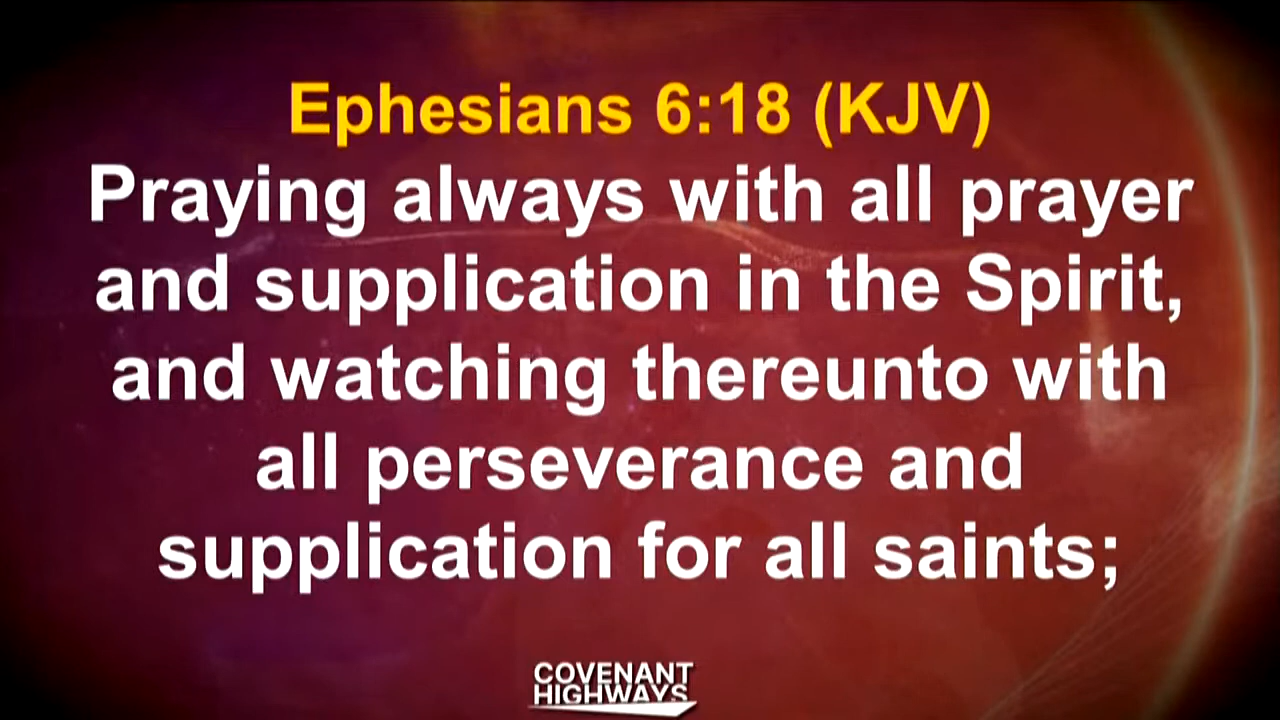 Ephesians 6:18 (KJV)
Praying always with all prayer
and supplication in the Spirit,
and watching thereunto with
all perseverance and
supplication for all saints;
COVENANT
HIGHWAYS